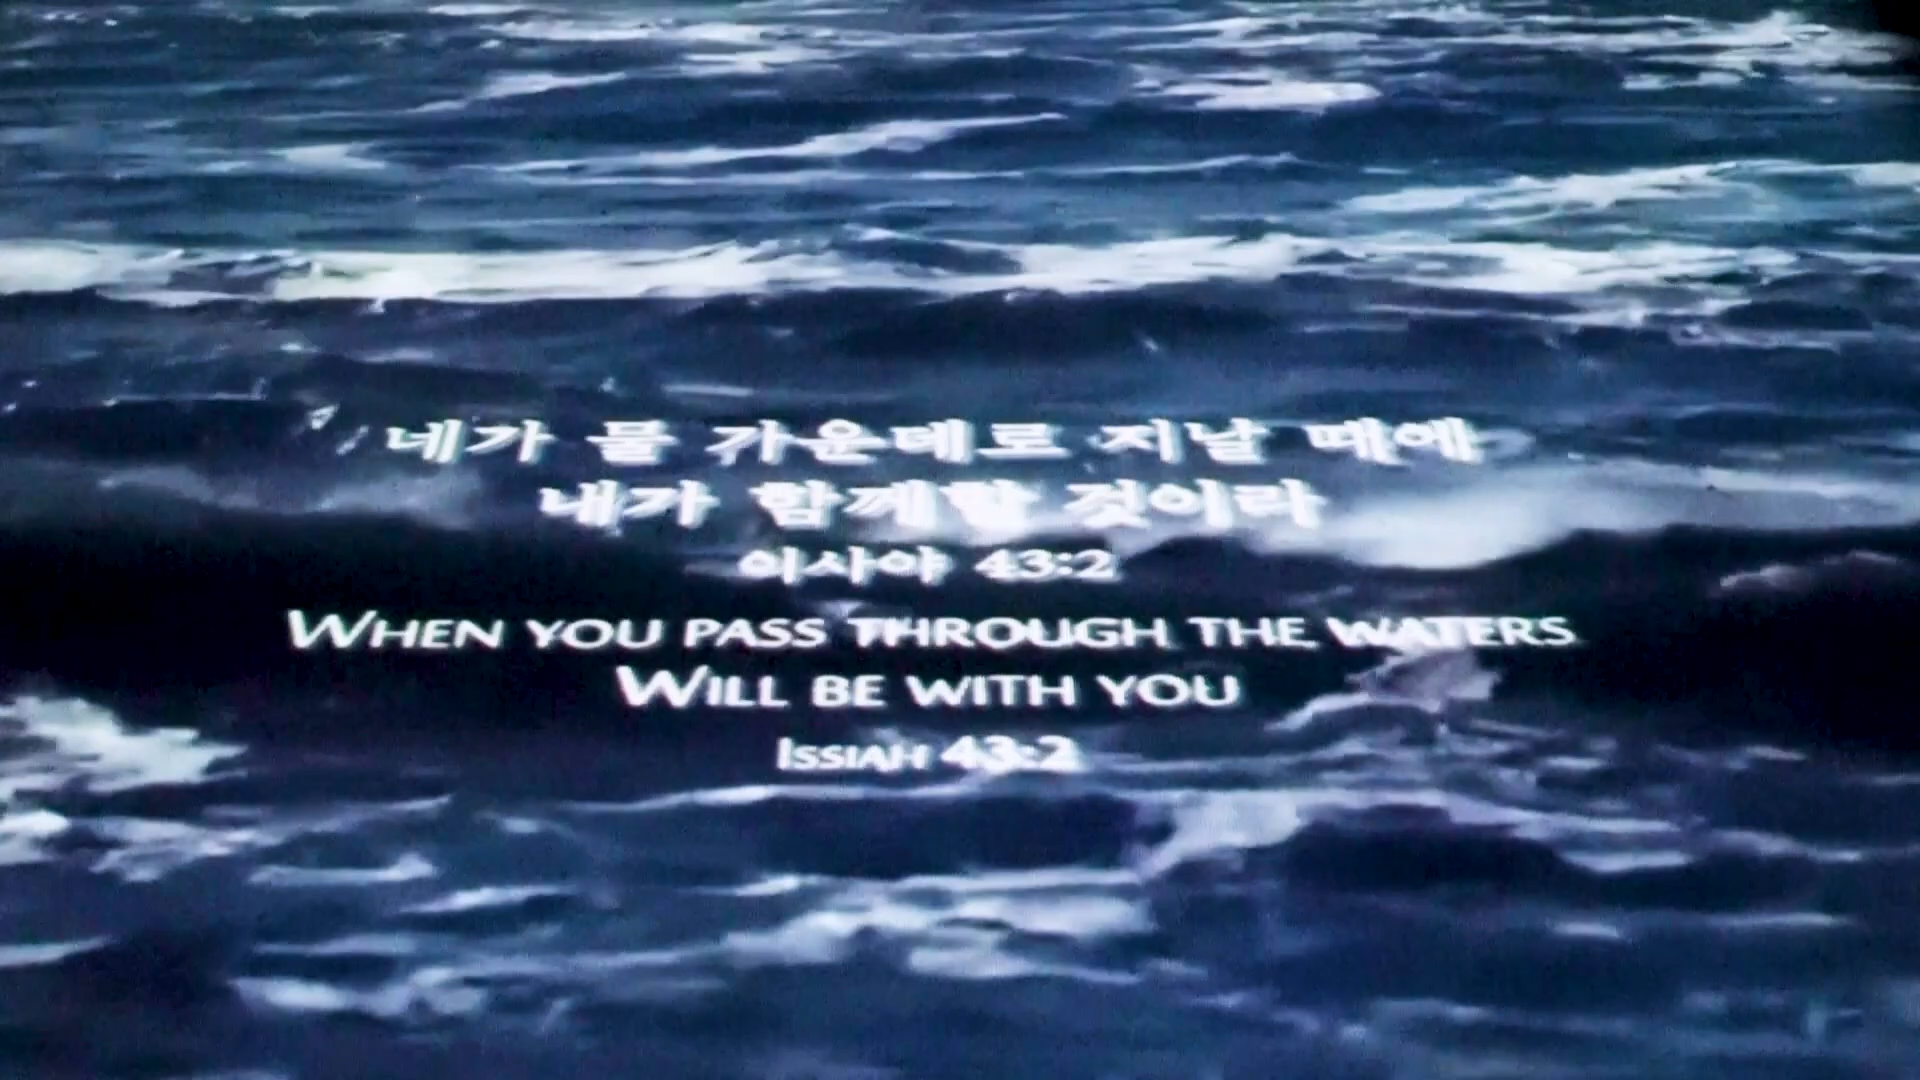 네가 물 가운데로 지날 때에
내가 함께할 것이라
이사야 43:2
WHEN YOU PASS THROUGH THE WATERS
WILL BE WITH YOU
ISSIAH 43:2